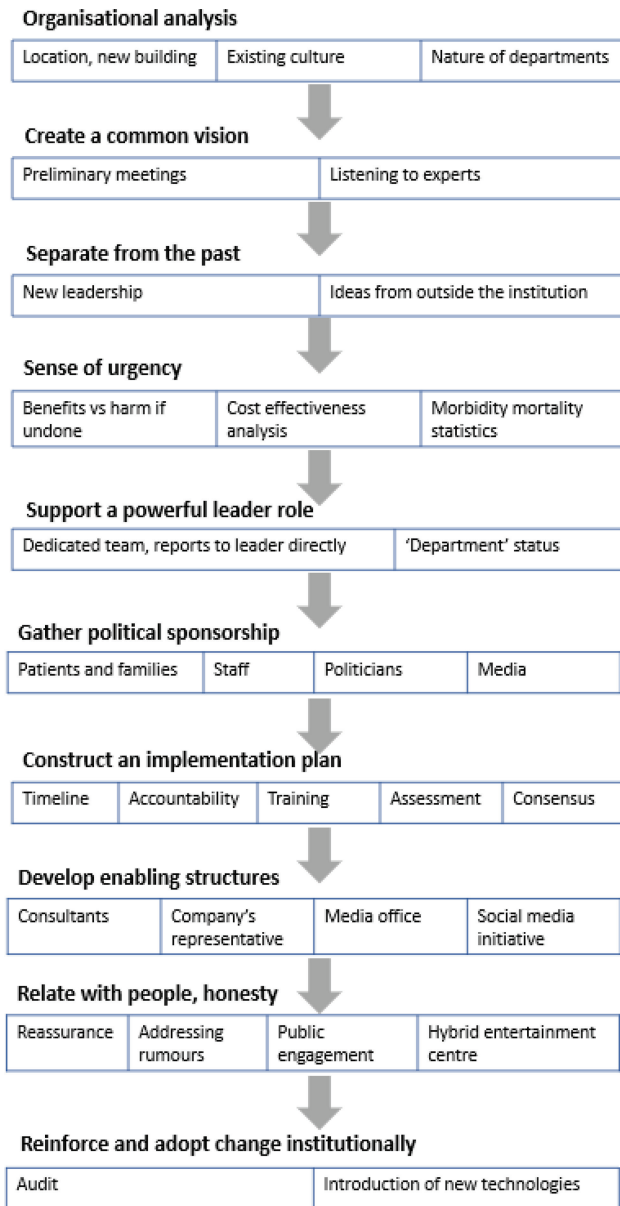 Organisational analysis
Location, new building
Existing culture
Nature of departments
Create a common vision
Preliminary meetings
Listening to experts
Separate from the past
New leadership
Ideas from outside the institution
Sense of urgency
Benefits vs harm if
undone
Cost effectiveness
analysis
Morbidity mortality
statistics
Support a powerful leader role
Dedicated team, reports to leader directly
‘Department’ status
Gather political sponsorship
Patients and families
Staff
Politicians
Media
Construct an implementation plan
Timeline
Accountability
Training
Assessment
Consensus
Develop enabling structures
Consultants
Company’s
representative
Media office
Social media
initiative
Relate with people, honesty
Reassurance
Addressing
rumours
Public
engagement
Hybrid entertainment
centre
Reinforce and adopt change institutionally
Audit
Introduction of new technologies